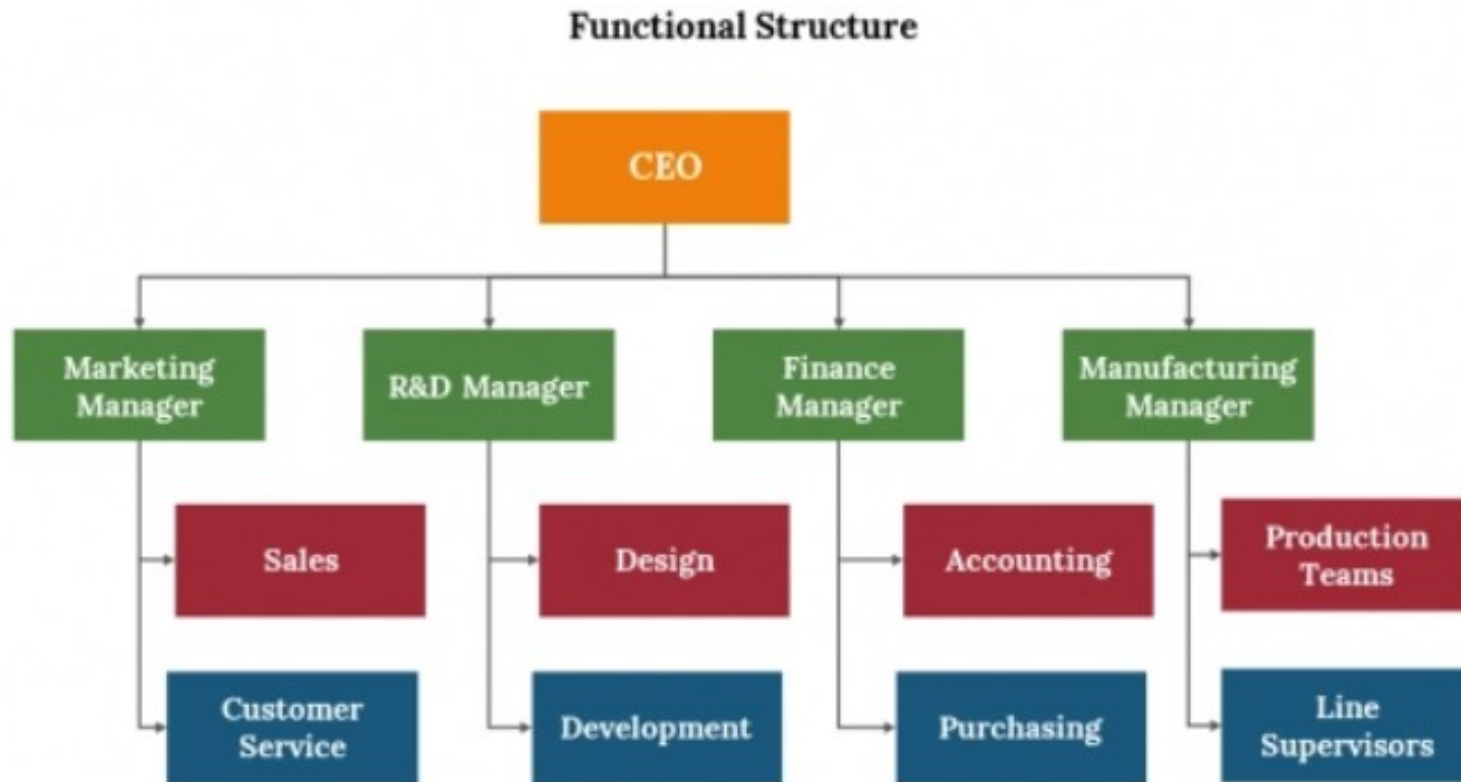 Functional Structure
CEO
Marketing
Manager
R&D Manager
Finance
Manager
Manufacturing
Manager
Sales
Design
Accounting
Production
Teams
Customer
Service
Development
Purchasing
Line
Supervisors